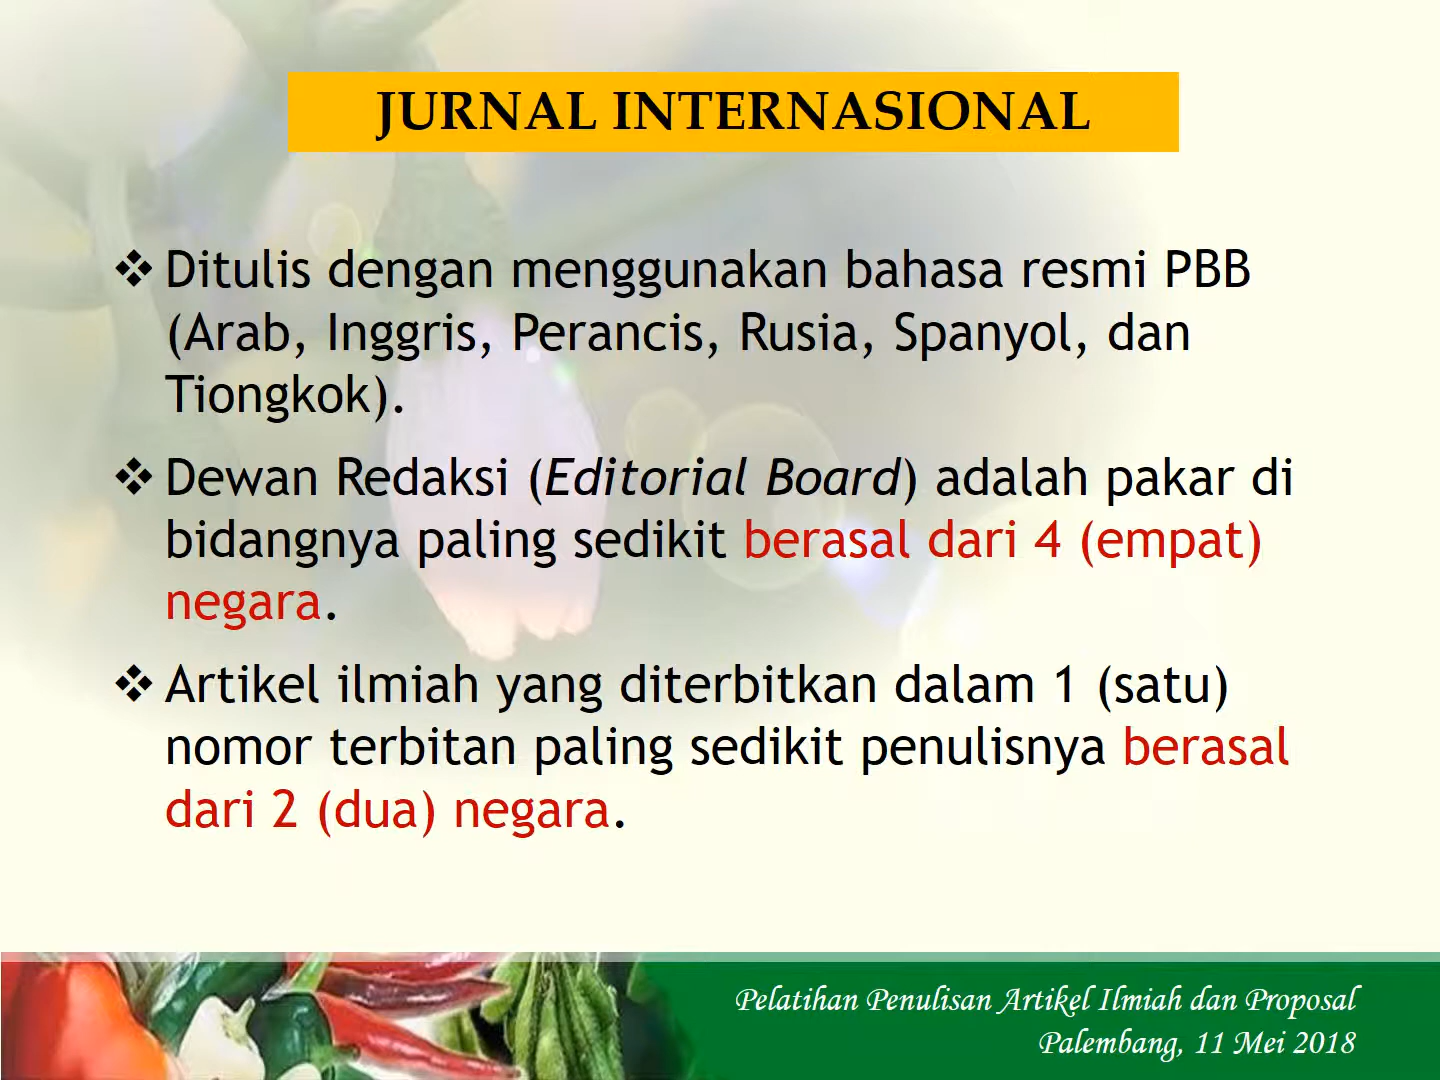 JURNAL INTERNASIONAL
❖ Ditulis dengan menggunakan bahasa resmi PBB
(Arab, Inggris, Perancis, Rusia, Spanyol, dan
Tiongkok).
❖ Dewan Redaksi (Editorial Board) adalah pakar di
bidangnya paling sedikit berasal dari 4 (empat)
negara.
❖ Artikel ilmiah yang diterbitkan dalam 1 (satu)
nomor terbitan paling sedikit penulisnya berasal
dari 2 (dua) negara.
Pelatihan Penulisan Artikel Ilmiah dan Proposal
Palembang, 11 Mei 2018